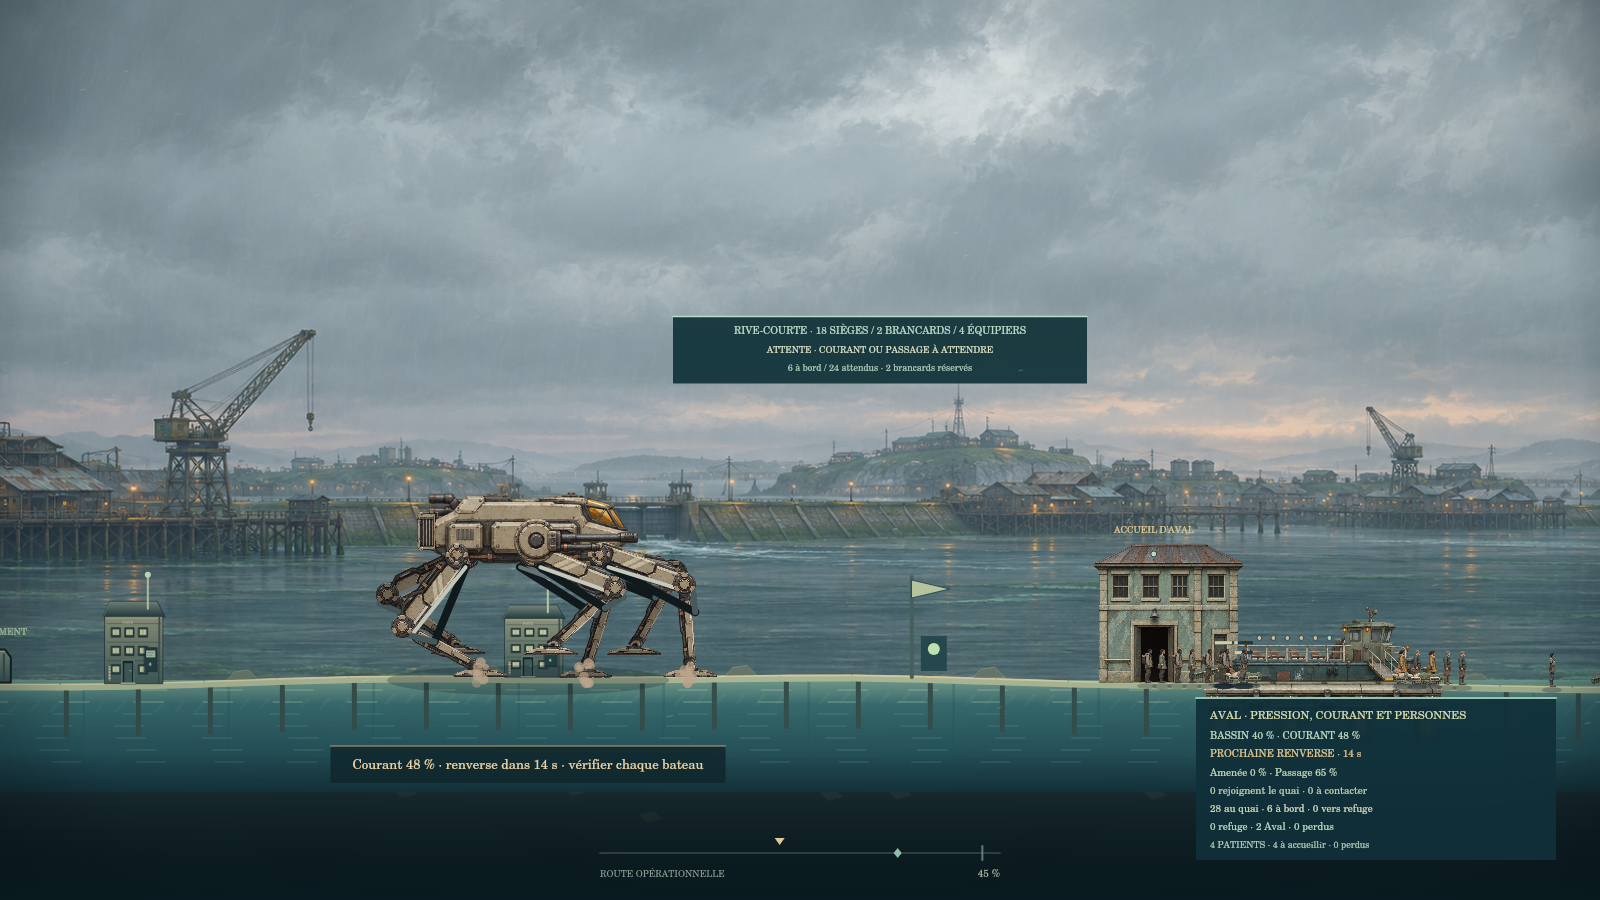 RIVE-COURTE · 18 SIÈGES / 2 BRANCARDS / 4 ÉQUIPIERS
ATTENTE · COURANT OU PASSAGE À ATTENDRE
6 à bord / 24 attendus · 2 brancards réservés
ACCUEIL D'AVAL
MENT
AVAL · PRESSION, COURANT ET PERSONNES
BASSIN 40 % · COURANT 48 %
PROCHAINE RENVERSE · 14 s
Amenée 0 % · Passage 65 %
0 rejoignent le quai · 0 à contacter
28 au quai · 6 à bord · 0 vers refuge
0 refuge · 2 Aval · 0 perdus
4 PATIENTS · 4 à accueillir · 0 perdus
Courant 48 % · renverse dans 14 s · vérifier chaque bateau
ROUTE OPÉRATIONNELLE
45 %